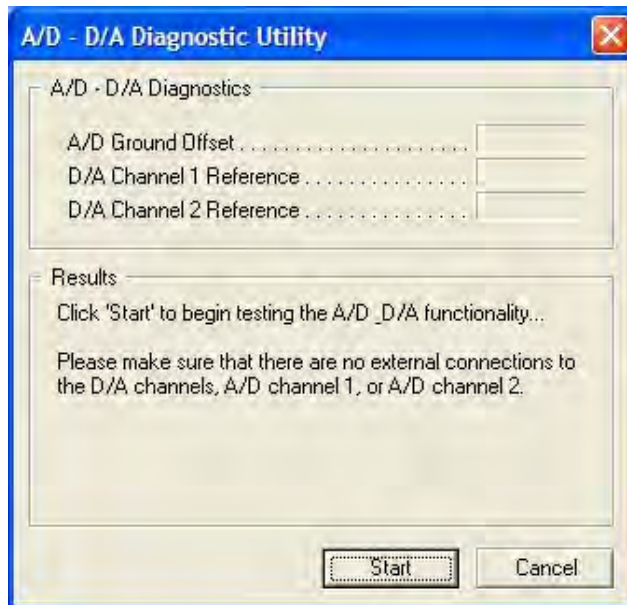 A/D - D/A Diagnostic Utility
A/D - D/A Diagnostics
A/D Ground Offset . . . . . . . . . . . . . . . . . . . . .
D/A Channel 1 Reference . . . . . . . . . . . . . . .
D/A Channel 2 Reference . . . . . . . . . . . . . . .
Results
Click 'Start' to begin testing the A/D _D/A functionality...
Please make sure that there are no external connections to
the D/A channels, A/D channel 1, or A/D channel 2.
Start
Cancel